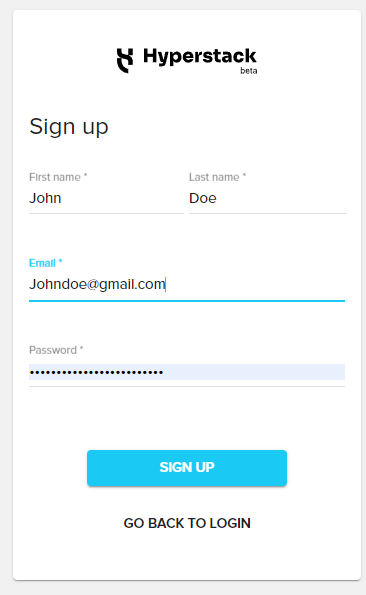 Hyperstack
beta
Sign up
First name * Last name *
John Doe
Email *
Johndoe@gmail.com
Password *
•••••••••••••••••••••••••
SIGN UP
GO BACK TO LOGIN